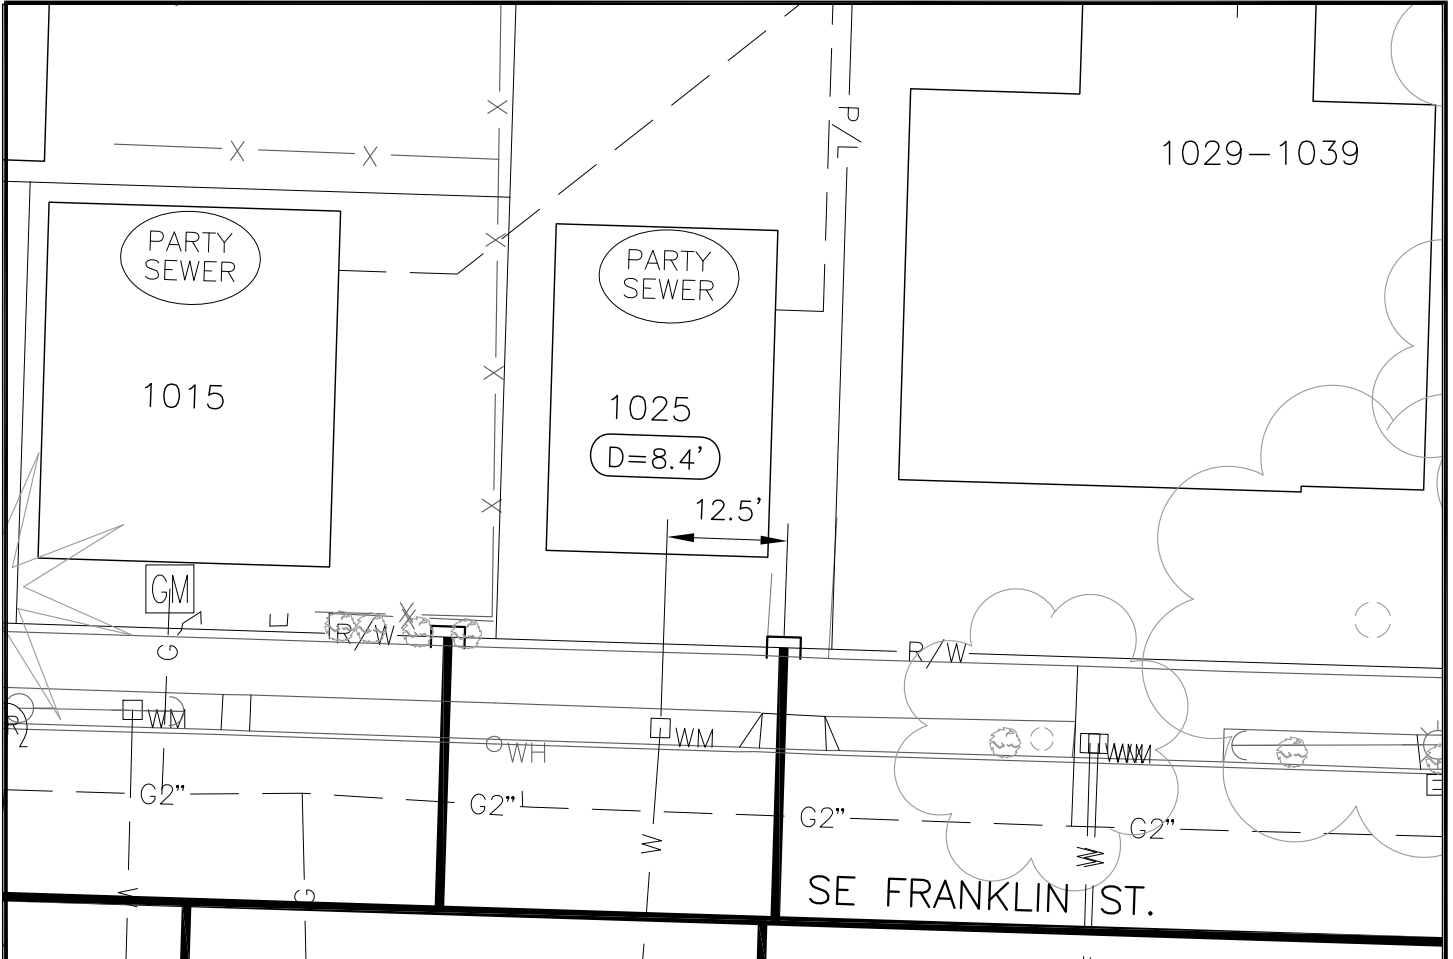 X
P/L
1029-1039
X
X
PARTY
SEWER
X
PARTY
SEWER
X
1015
1025
D=8.4'
X
12.5'
GM
X
R/W
G
R/W
WM
WM
WH
WM
G2"
G2"
G2"
G2"
W
W
G
SE FRANKLIN ST.